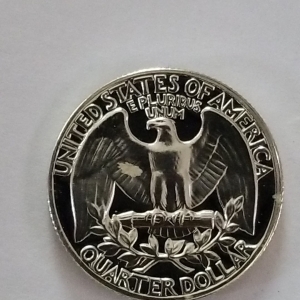 UNITED STATES OF AMERICA
E PLURIBUS
UNUM
QUARTER DOLLAR